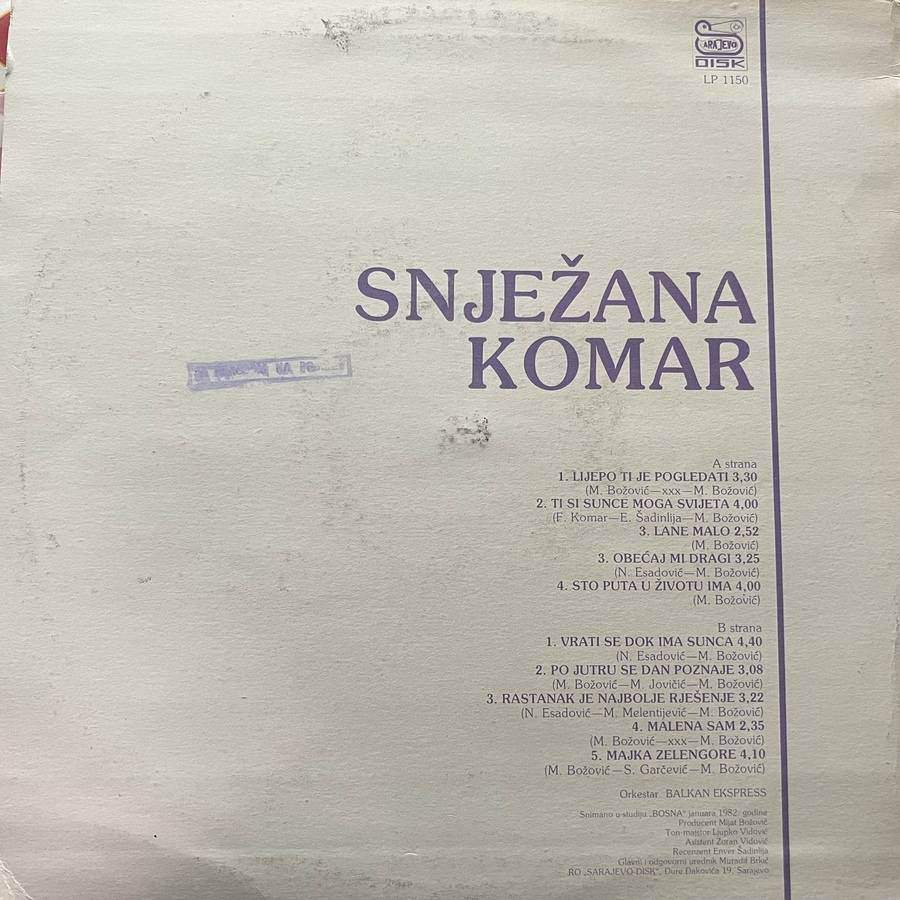 SARAJEVO
DISK
LP 1150
SNJEŽANA
KOMAR
A strana
1. LIJEPO TI JE POGLEDATI 3,30
(M. Božović—xxx—M. Božović)
2. TI SI SUNCE MOGA SVIJETA 4,00
(F. Komar—E. Šadinlija—M. Božović)
3. LANE MALO 2,52
(M. Božović)
3. OBEĆAJ MI DRAGI 3,25
(N. Esadović—M. Božović)
4. STO PUTA U ŽIVOTU IMA 4,00
(M. Božović)
B strana
1. VRATI SE DOK IMA SUNCA 4,40
(N. Esadović—M. Božović)
2. PO JUTRU SE DAN POZNAJE 3,08
(M. Božović—M. Jovičić—M. Božović)
3. RASTANAK JE NAJBOLJE RJEŠENJE 3,22
(N. Esadović—M. Melentijević—M. Božović)
4. MALENA SAM 2,35
(M. Božović—xxx—M. Božović)
5. MAJKA ZELENGORE 4,10
(M. Božović—S. Garčević—M. Božović)
Orkestar BALKAN EKSPRESS
Snimano u studiju „BOSNA" januara 1982. godine
Producent Mijat Božović
Ton-majstor Ljupko Vidović
Asistent Zoran Vidović
Recenzent Enver Šadinlija
Glavni i odgovorni urednik Muradif Brkić
RO „SARAJEVO-DISK", Đure Đakovića 19, Sarajevo